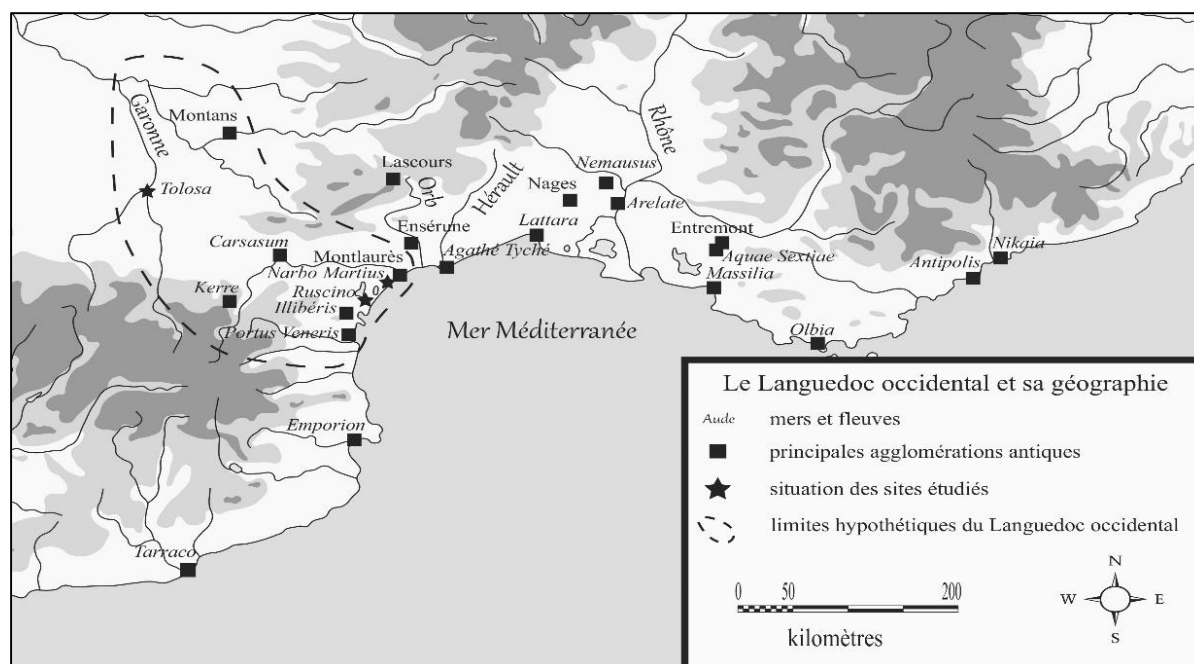 Garonne
Montans
Tolosa
Lascours
Orb
Hérault
Nages
Nemausus
Rhône
Arelate
Lattara
Ensérune
Agathé Tychè
Carsasum
Montlaurès
Narbo Martius
Kerre
Ruscino
Illibéris
Portus Veneris
Entremont
Aquae Sextiae
Massilia
Nikaia
Antipolis
Olbia
Mer Méditerranée
Emporion
Tarraco
Le Languedoc occidental et sa géographie
Aude mers et fleuves
principales agglomérations antiques
situation des sites étudiés
limites hypothétiques du Languedoc occidental
0 50 200
kilomètres
N
W E
S